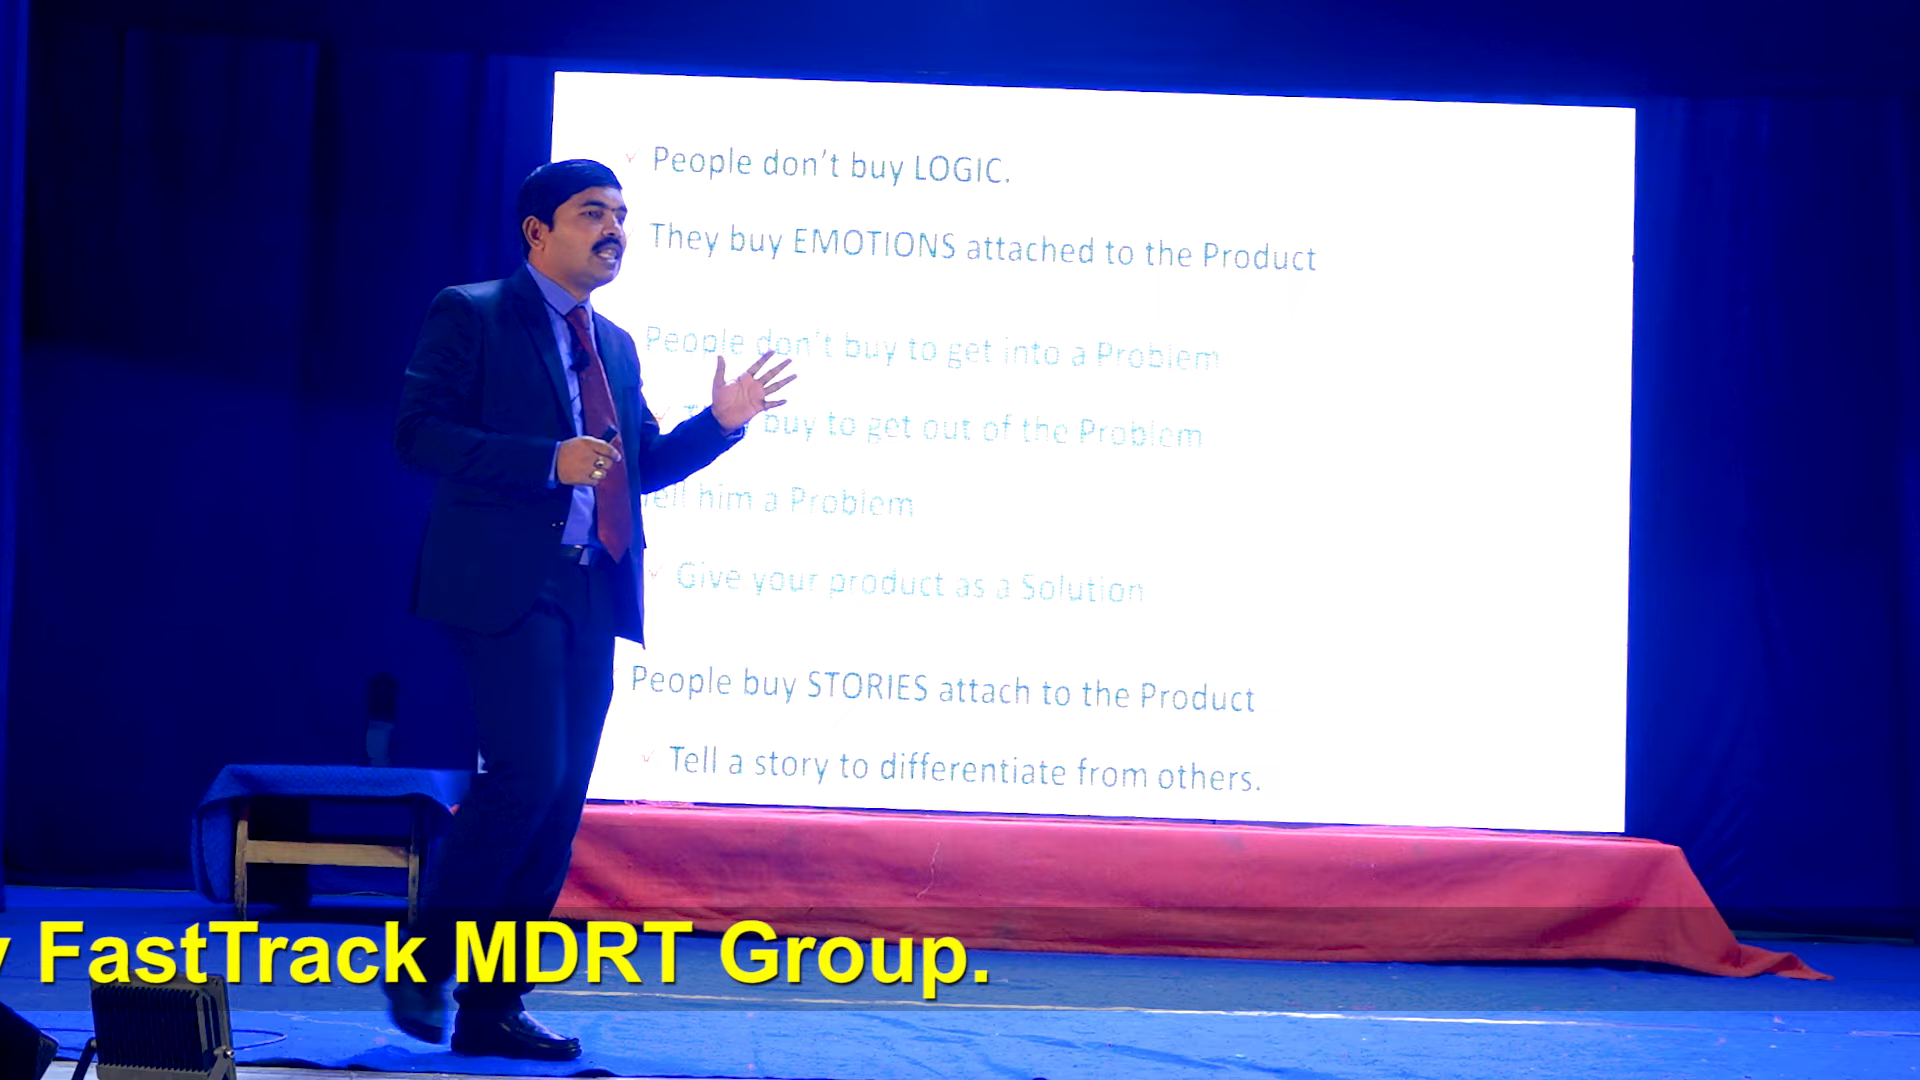 People don't buy LOGIC.
They buy EMOTIONS attached to the Product
People don't buy to get into a Problem
buy to get out of the Problem
Tell him a Problem
Give your product as a Solution
People buy STORIES attach to the Product
Tell a story to differentiate from others.
FastTrack MDRT Group.